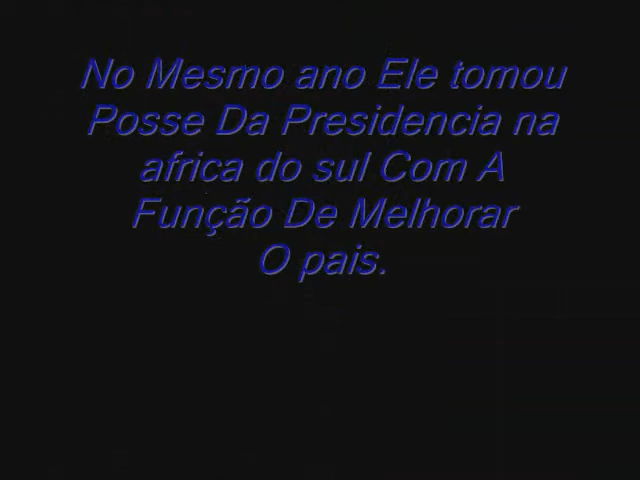 No Mesmo ano Ele tomou
Posse Da Presidencia na
africa do sul Com A
Função De Melhorar
O pais.